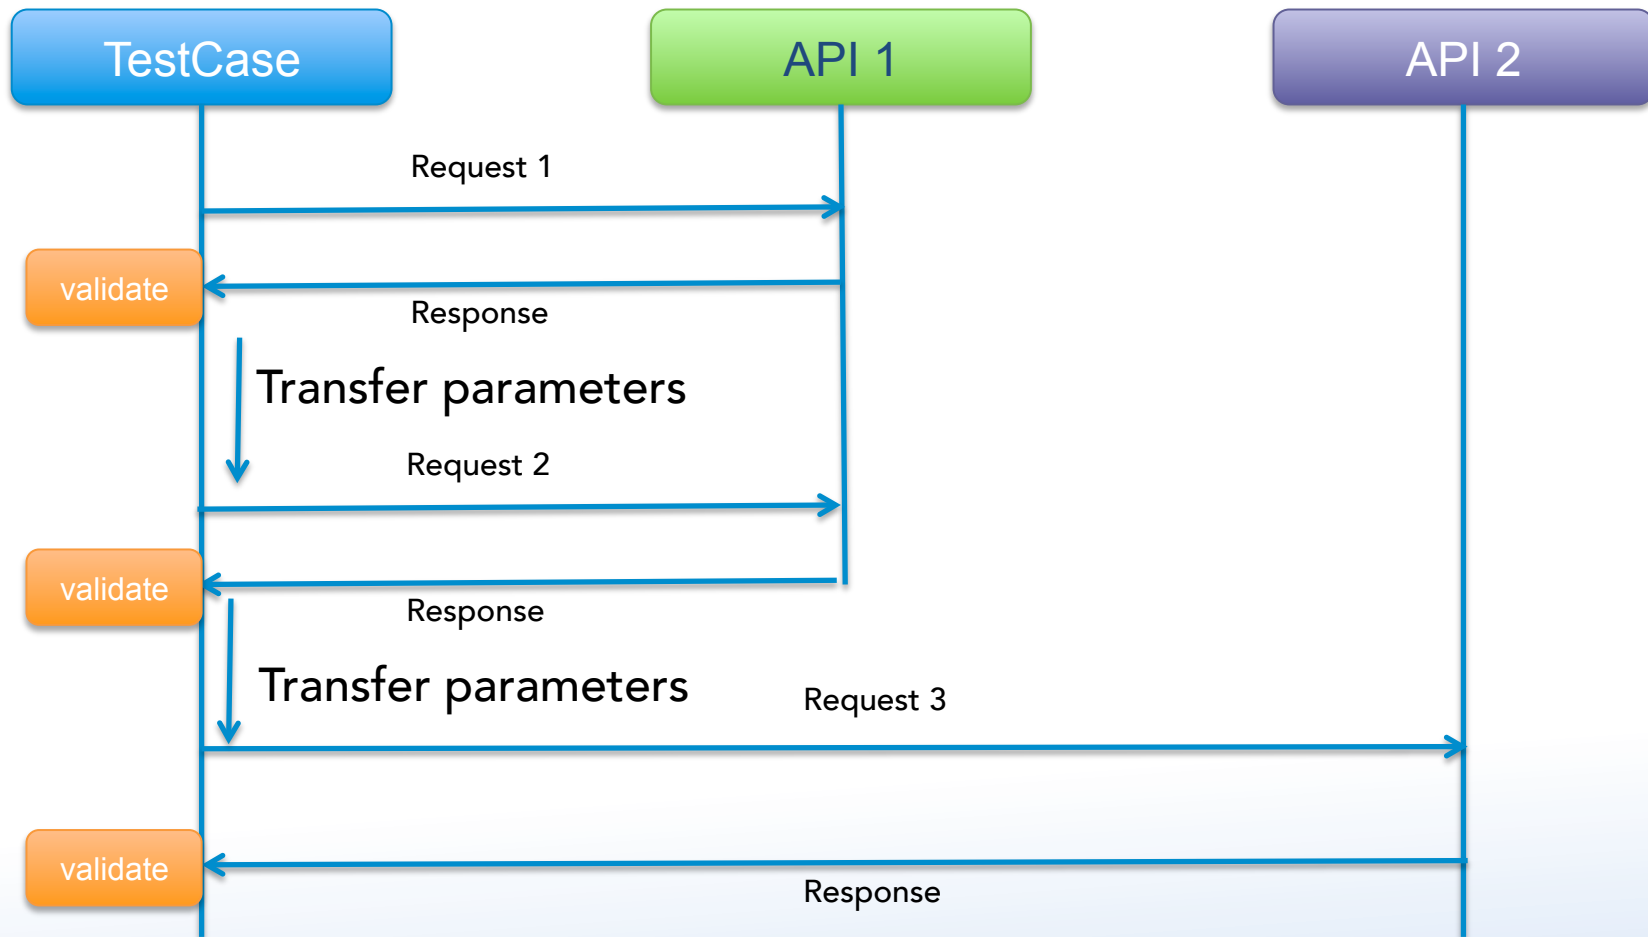 TestCase
API 1
API 2
Request 1
validate
Response
Transfer parameters
Request 2
validate
Response
Transfer parameters
Request 3
validate
Response